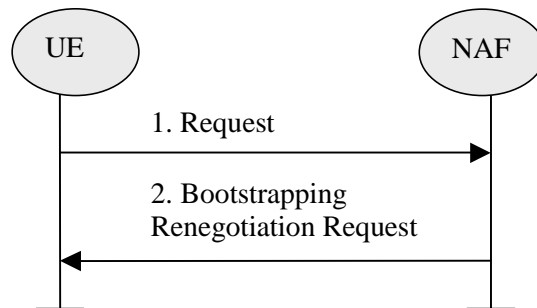 UE
NAF
1. Request
2. Bootstrapping
Renegotiation Request